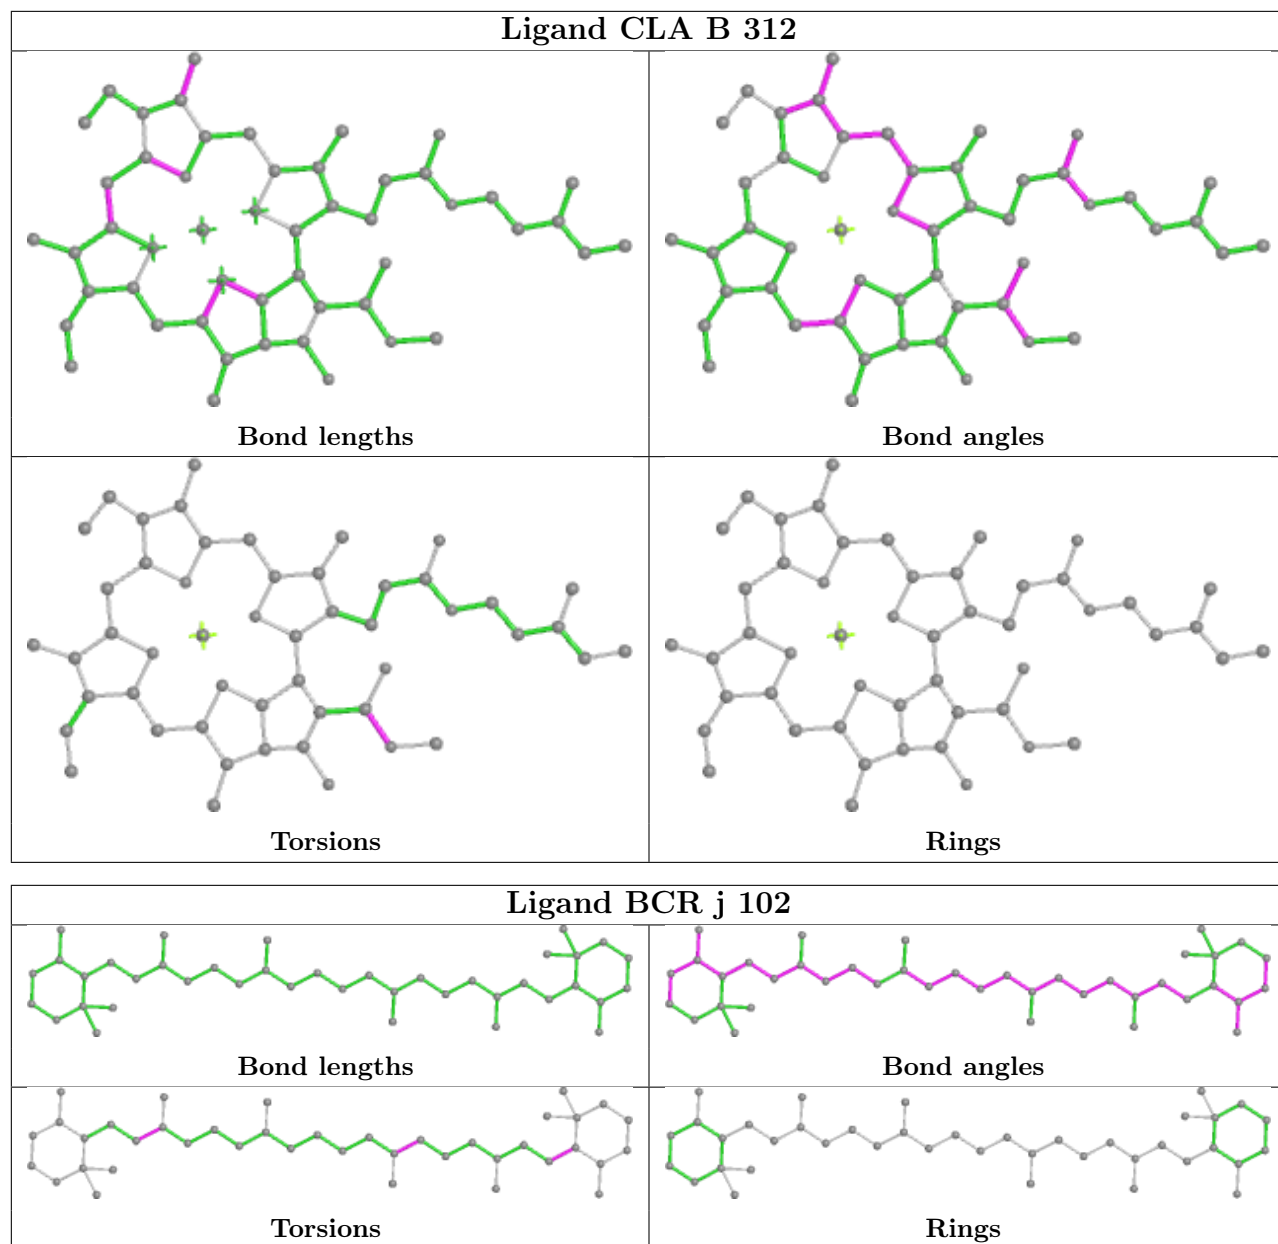 Ligand CLA B 312
Bond lengths
Bond angles
Torsions
Rings
Ligand BCR j 102
Bond lengths
Bond angles
Torsions
Rings